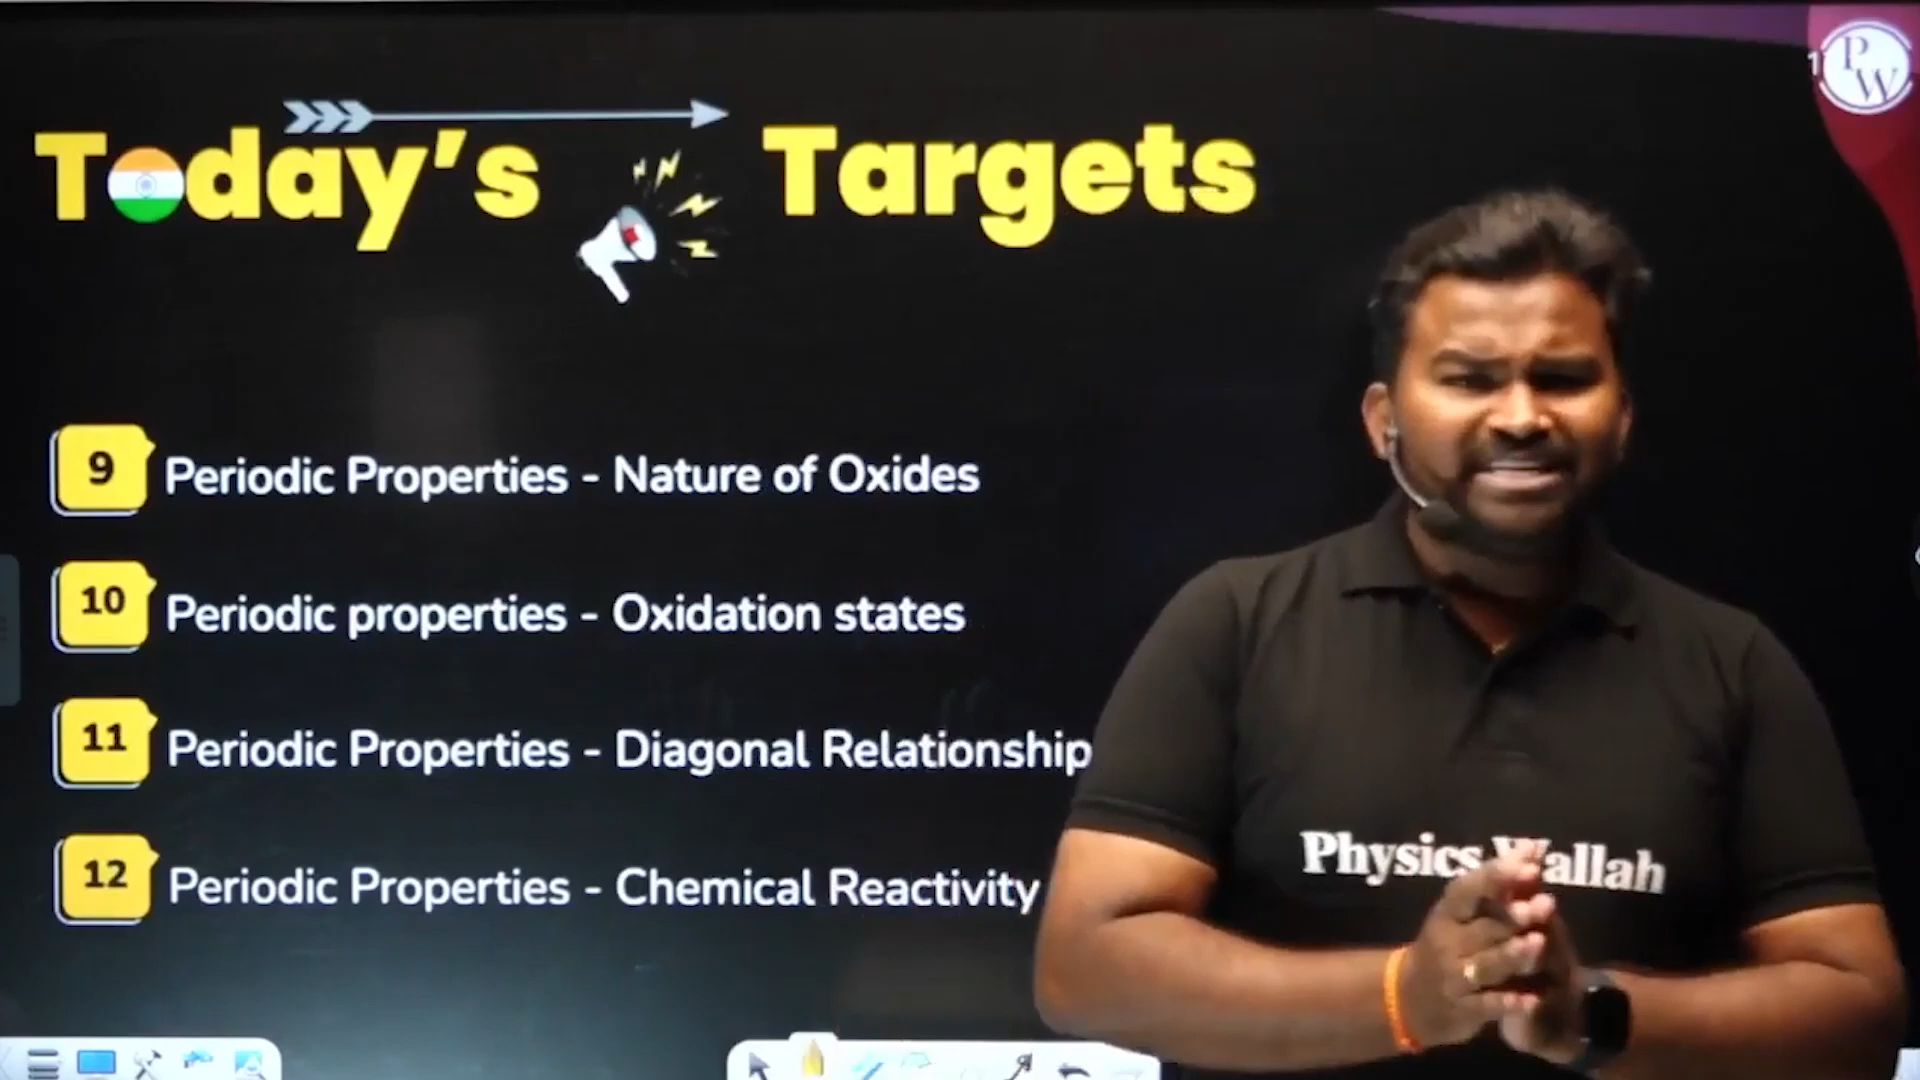 Today's Targets
PW
9 Periodic Properties - Nature of Oxides
10 Periodic properties - Oxidation states
11 Periodic Properties - Diagonal Relationship
12 Periodic Properties - Chemical Reactivity
Physics Wallah